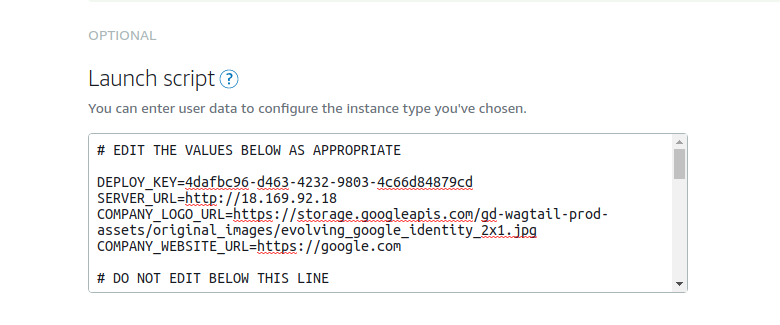 OPTIONAL
Launch script ?
You can enter user data to configure the instance type you've chosen.
# EDIT THE VALUES BELOW AS APPROPRIATE
DEPLOY_KEY=4dafbc96-d463-4232-9803-4c66d84879cd
SERVER_URL=http://18.169.92.18
COMPANY_LOGO_URL=https://storage.googleapis.com/gd-wagtail-prod-
assets/original_images/evolving_google_identity_2x1.jpg
COMPANY_WEBSITE_URL=https://google.com
# DO NOT EDIT BELOW THIS LINE